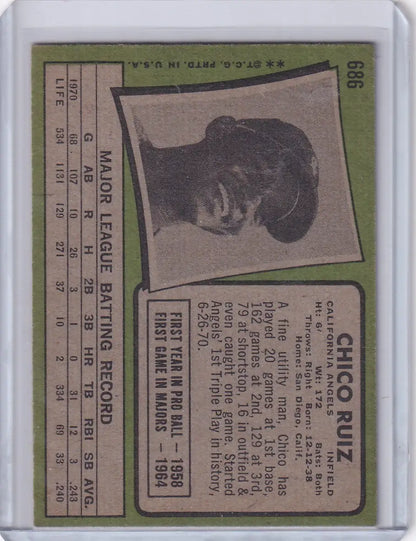 686
**©T.C.G. PRTD. IN U.S.A.
CHICO RUIZ
CALIFORNIA ANGELS INFIELD
Ht: 6' Wt: 172 Bats: Both
Throws: Right Born: 12-12-38
Home: San Diego, Calif.
A fine utility man, Chico has
played 20 games at 1st base,
162 games at 2nd, 129 at 3rd,
79 at shortstop, 16 in outfield &
even caught one game. Started
Angels' 1st Triple Play in history,
6-26-70.
FIRST YEAR IN PRO BALL — 1958
FIRST GAME IN MAJORS — 1964
MAJOR LEAGUE BATTING RECORD
G AB R H 2B 3B HR TB RBI SB AVG.
1970 68 107 10 26 3 1 0 31 12 3 .243
LIFE 534 1131 129 271 37 10 2 334 69 33 .240